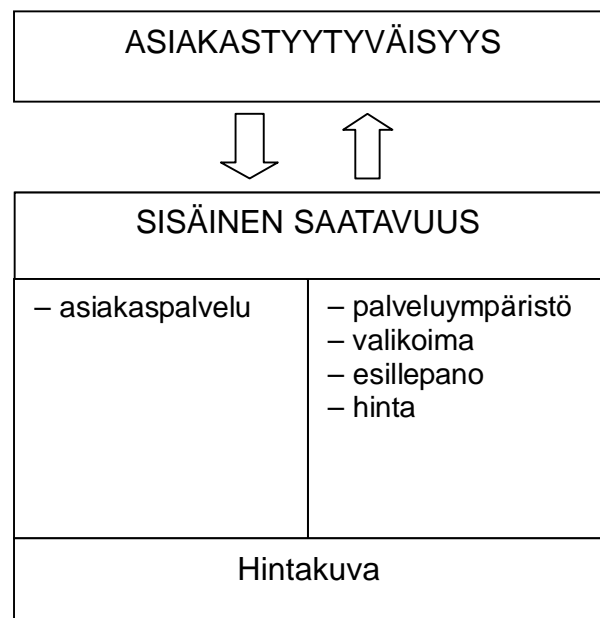 ASIAKASTYYTYVÄISYYS
SISÄINEN SAATAVUUS
– asiakaspalvelu
– palveluympäristö
– valikoima
– esillepano
– hinta
Hintakuva